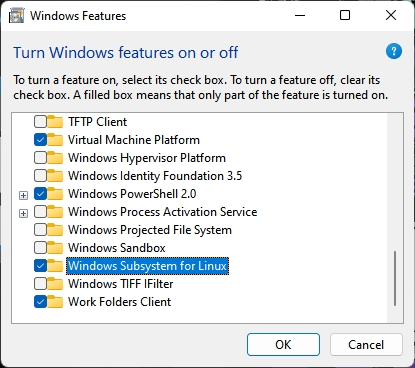 Windows Features
Turn Windows features on or off
?
To turn a feature on, select its check box. To turn a feature off, clear its
check box. A filled box means that only part of the feature is turned on.
TFTP Client
Virtual Machine Platform
Windows Hypervisor Platform
Windows Identity Foundation 3.5
Windows PowerShell 2.0
Windows Process Activation Service
Windows Projected File System
Windows Sandbox
Windows Subsystem for Linux
Windows TIFF IFilter
Work Folders Client
OK Cancel